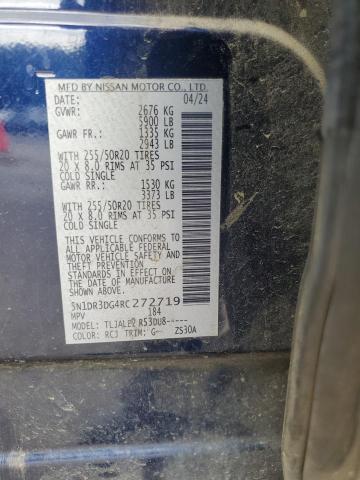 MFD BY NISSAN MOTOR CO., LTD.
DATE: 04/24
GVWR: 2676 KG
5900 LB
GAWR FR.: 1335 KG
2943 LB
WITH 255/50R20 TIRES
20 X 8.0 RIMS AT 35 PSI
COLD SINGLE
GAWR RR.: 1530 KG
3373 LB
WITH 255/50R20 TIRES
20 X 8.0 RIMS AT 35 PSI
COLD SINGLE
THIS VEHICLE CONFORMS TO
ALL APPLICABLE FEDERAL
MOTOR VEHICLE SAFETY
STANDARDS IN EFFECT ON
THE DATE OF MANUFACTURE
SHOWN ABOVE.
5N1DR3DG4RC272719
MPV 184
MODEL: R53DU8-----
COLOR: RCJ TRIM: G- ZS30A